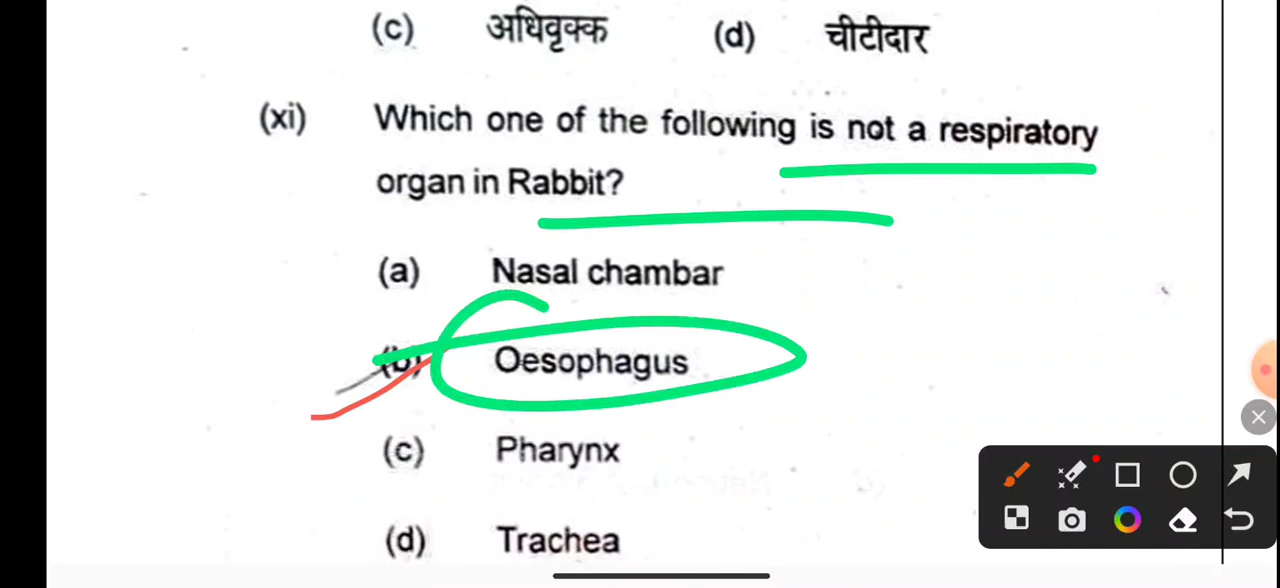 (c) अधिवृक्क (d) चीटीदार
(xi) Which one of the following is not a respiratory
organ in Rabbit?
(a) Nasal chambar
(b) Oesophagus
(c) Pharynx
(d) Trachea